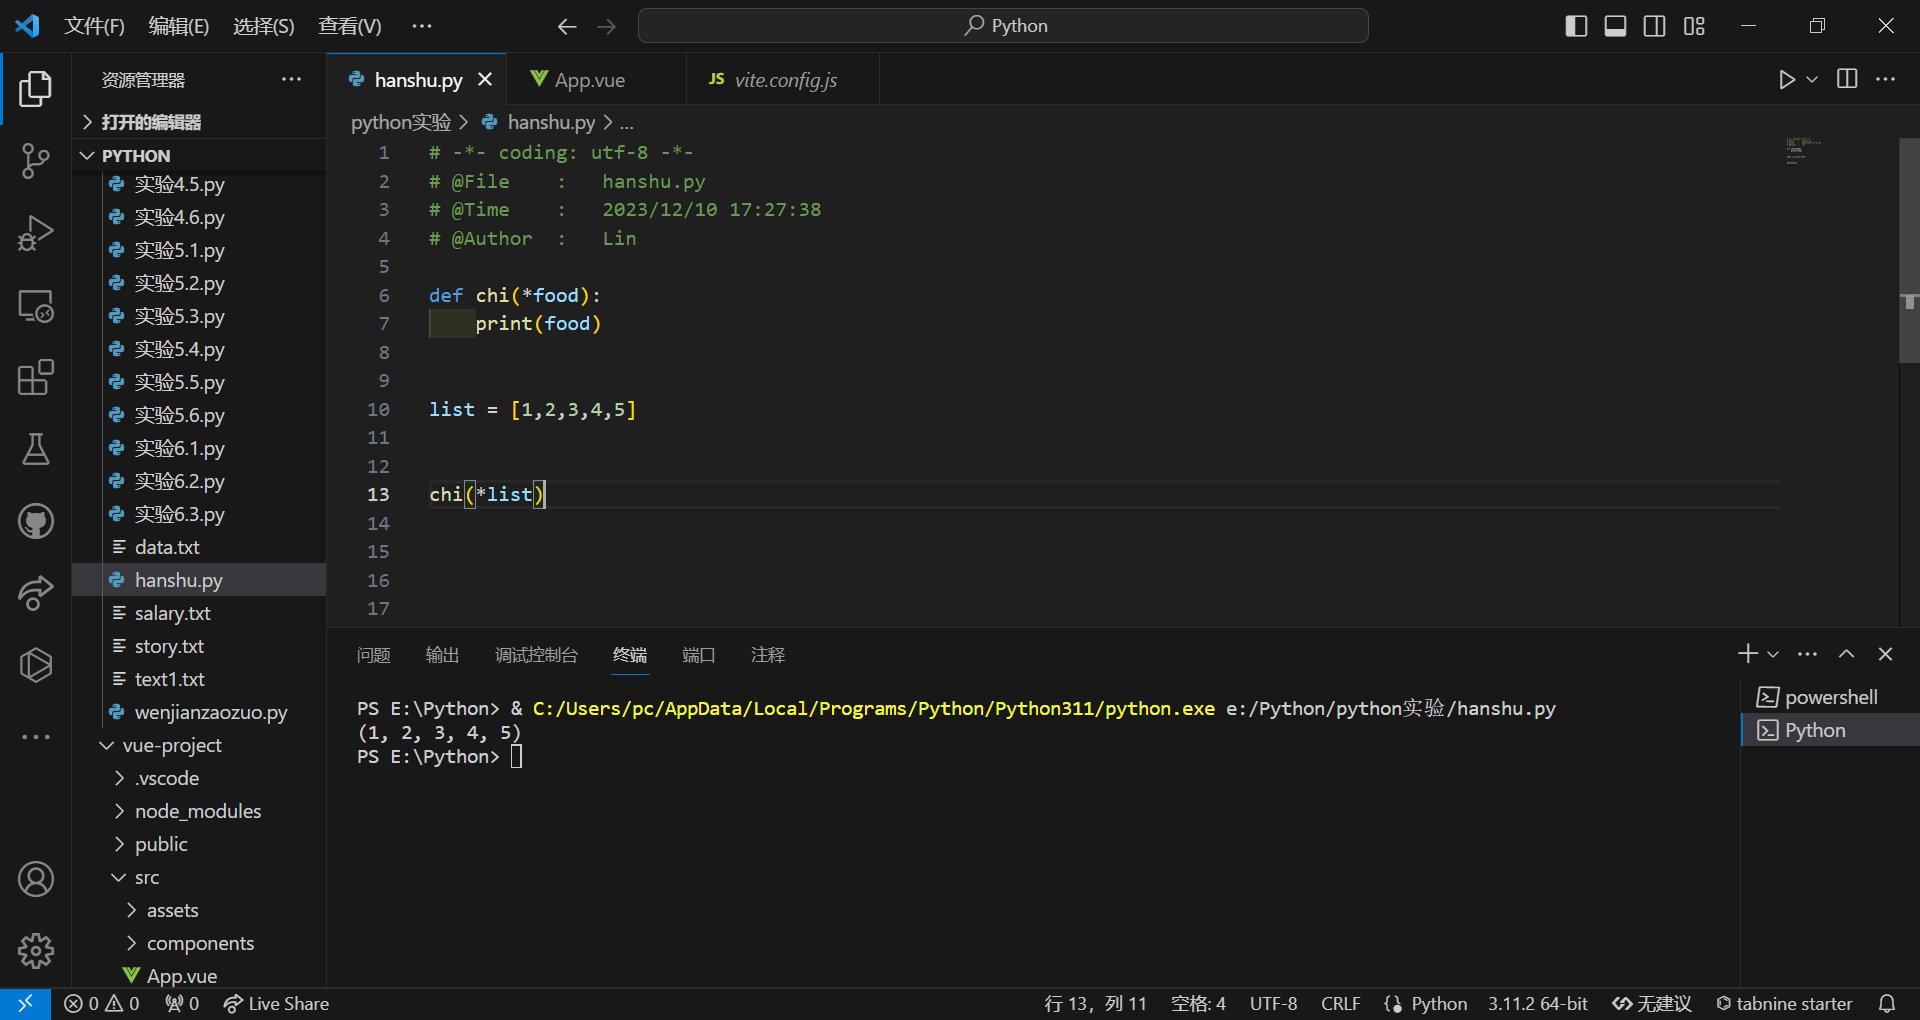 文件(F) 编辑(E) 选择(S) 查看(V) ··· Python
资源管理器 ···
打开的编辑器
PYTHON
实验4.5.py
实验4.6.py
实验5.1.py
实验5.2.py
实验5.3.py
实验5.4.py
实验5.5.py
实验5.6.py
实验6.1.py
实验6.2.py
实验6.3.py
data.txt
hanshu.py
salary.txt
story.txt
text1.txt
wenjianzaozuo.py
vue-project
.vscode
node_modules
public
src
assets
components
App.vue
hanshu.py App.vue JS vite.config.js
python实验 > hanshu.py > ...
1 # -*- coding: utf-8 -*-
2 # @File : hanshu.py
3 # @Time : 2023/12/10 17:27:38
4 # @Author : Lin
5
6 def chi(*food):
7 print(food)
8
9
10 list = [1,2,3,4,5]
11
12
13 chi(*list)
14
15
16
17
问题 输出 调试控制台 终端 端口 注释
PS E:\Python> & C:/Users/pc/AppData/Local/Programs/Python/Python311/python.exe e:/Python/python实验/hanshu.py
(1, 2, 3, 4, 5)
PS E:\Python>
powershell
Python
0 0 0 Live Share 行 13，列 11 空格: 4 UTF-8 CRLF Python 3.11.2 64-bit 无建议 tabnine starter